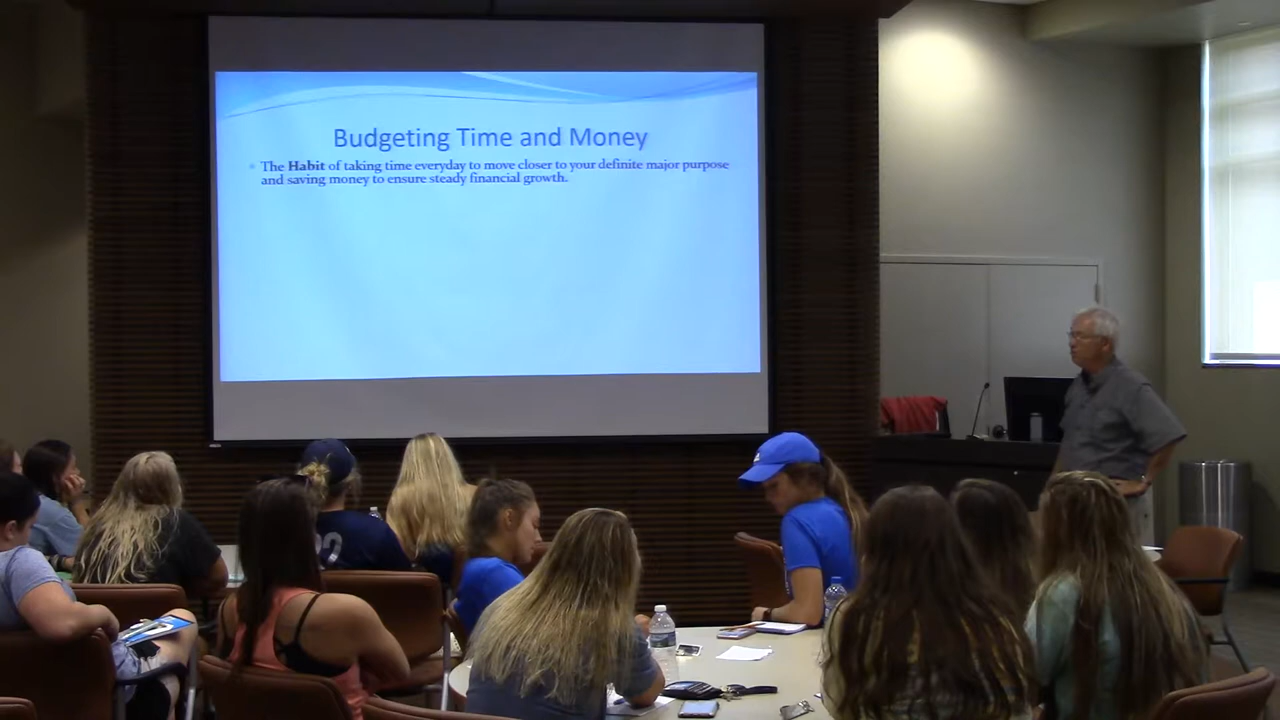 Budgeting Time and Money
The Habit of taking time everyday to move closer to your definite major purpose
and saving money to ensure steady financial growth.